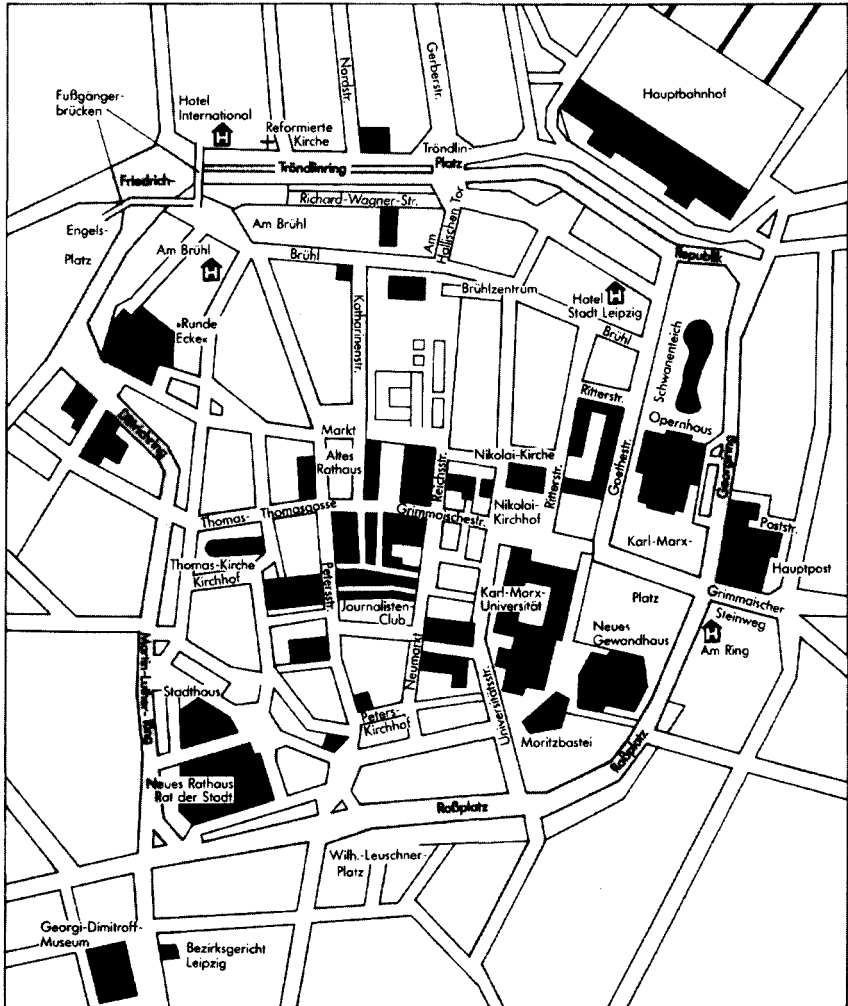 Hauptbahnhof
Nordstr.
Gerberstr.
Fußgänger-
brücken
Hotel
International
H
Reformierte
Kirche
Tröndlin-
Platz
Tröndlinring
Friedrich-
Richard-Wagner-Str.
Engels-
Platz
Am Brühl
Am
Hallischen Tor
Am Brühl
H
Brühl
Republik
Brühlzentrum
H
Hotel
Stadt Leipzig
Brühl
»Runde
Ecke«
Katharinenstr.
Schwanenteich
Ritterstr.
Opernhaus
Dittrichring
Markt
Altes
Rathaus
Reichsstr.
Nikolai-Kirche
Ritterstr.
Goethestr.
Georgiring
Thomas-
Thomasgasse
Grimmaischestr.
Nikolai-
Kirchhof
Karl-Marx-
Poststr.
Thomas-Kirche
Kirchhof
Hauptpost
Petersstr.
Journalisten-
Club
Karl-Marx-
Universität
Platz
Grimmaischer
Steinweg
Neues
Gewandhaus
H
Am Ring
Martin-Luther-Ring
Stadthaus
Neumarkt
Universitätsstr.
Peters-
Kirchhof
Moritzbastei
Roßplatz
Neues Rathaus
Rat der Stadt
Roßplatz
Wilh.-Leuschner-
Platz
Georgi-Dimitroff-
Museum
Bezirksgericht
Leipzig